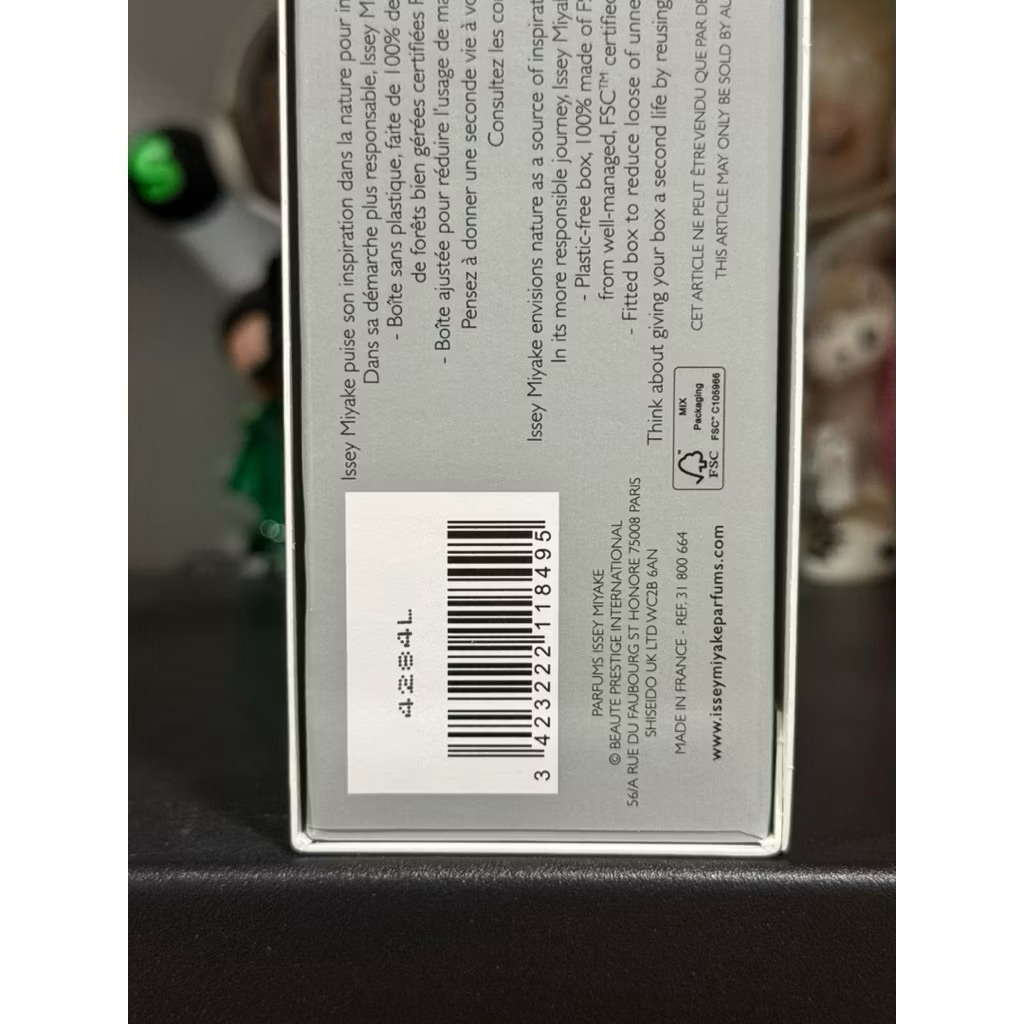 Issey Miyake puise son inspiration dans la nature pour in
Dans sa démarche plus responsable, Issey M
- Boîte sans plastique, faite de 100% de
de forêts bien gérées certifiées F
- Boîte ajustée pour réduire l'usage de ma
Pensez à donner une seconde vie à vo
Consultez les con
Issey Miyake envisions nature as a source of inspirat
In its more responsible journey, Issey Miyak
- Plastic-free box, 100% made of FS
from well-managed, FSC™ certified
- Fitted box to reduce loose of unne
Think about giving your box a second life by reusing
CET ARTICLE NE PEUT ÊTRE VENDU QUE PAR DE
THIS ARTICLE MAY ONLY BE SOLD BY AU
4284L
3 423222 118495
PARFUMS ISSEY MIYAKE
© BEAUTE PRESTIGE INTERNATIONAL
56/A RUE DU FAUBOURG ST HONORE 75008 PARIS
SHISEIDO UK LTD WC2B 6AN
MADE IN FRANCE - REF. 31 800 664
www.isseymiyakeparfums.com
MIX
Packaging
FSC™ C105966
FSC
S